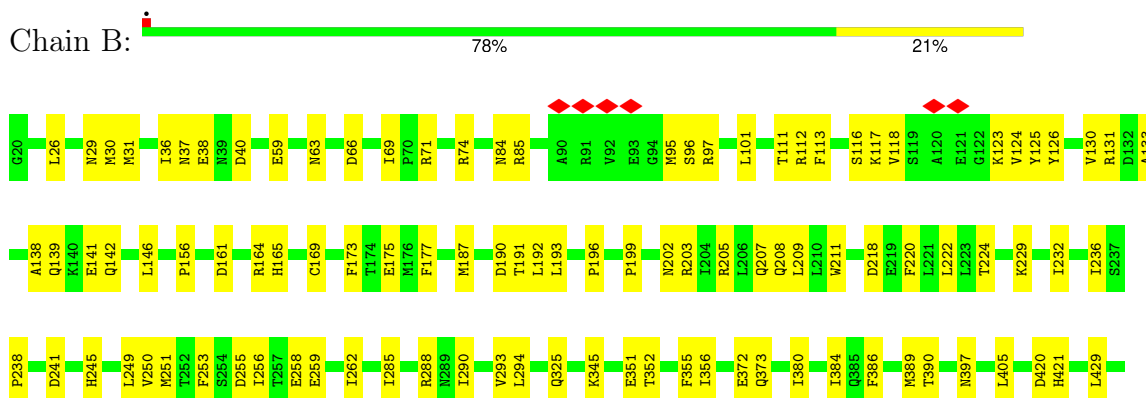 Chain B:
78% 21%
G20 L26 N29 M30 M31 I36 N37 E38 N39 D40 E59 N63 D66 I69 P70 R71 R74 N84 R85 A90 R91 V92 E93 G94 M95 S96 R97 L101 T111 R112 F113 S116 K117 V118 S119 A120 E121 G122 K123 V124 Y125 Y126 V130 R131 D132 A133
A138 Q139 K140 E141 Q142 L146 P156 D161 R164 H165 C169 F173 T174 E175 M176 F177 M187 D190 T191 L192 L193 P196 P199 N202 R203 I204 R205 L206 Q207 Q208 L209 L210 W211 D218 E219 F220 L221 L222 L223 T224 K229 I232 I236 S237
P238 D241 H245 L249 V250 M251 T252 F253 S254 D255 I256 T257 E258 E259 I262 I285 R288 N289 I290 V293 L294 Q325 K345 E351 T352 F355 I356 E372 Q373 I380 I384 Q385 F386 M389 T390 N397 L405 D420 H421 L429